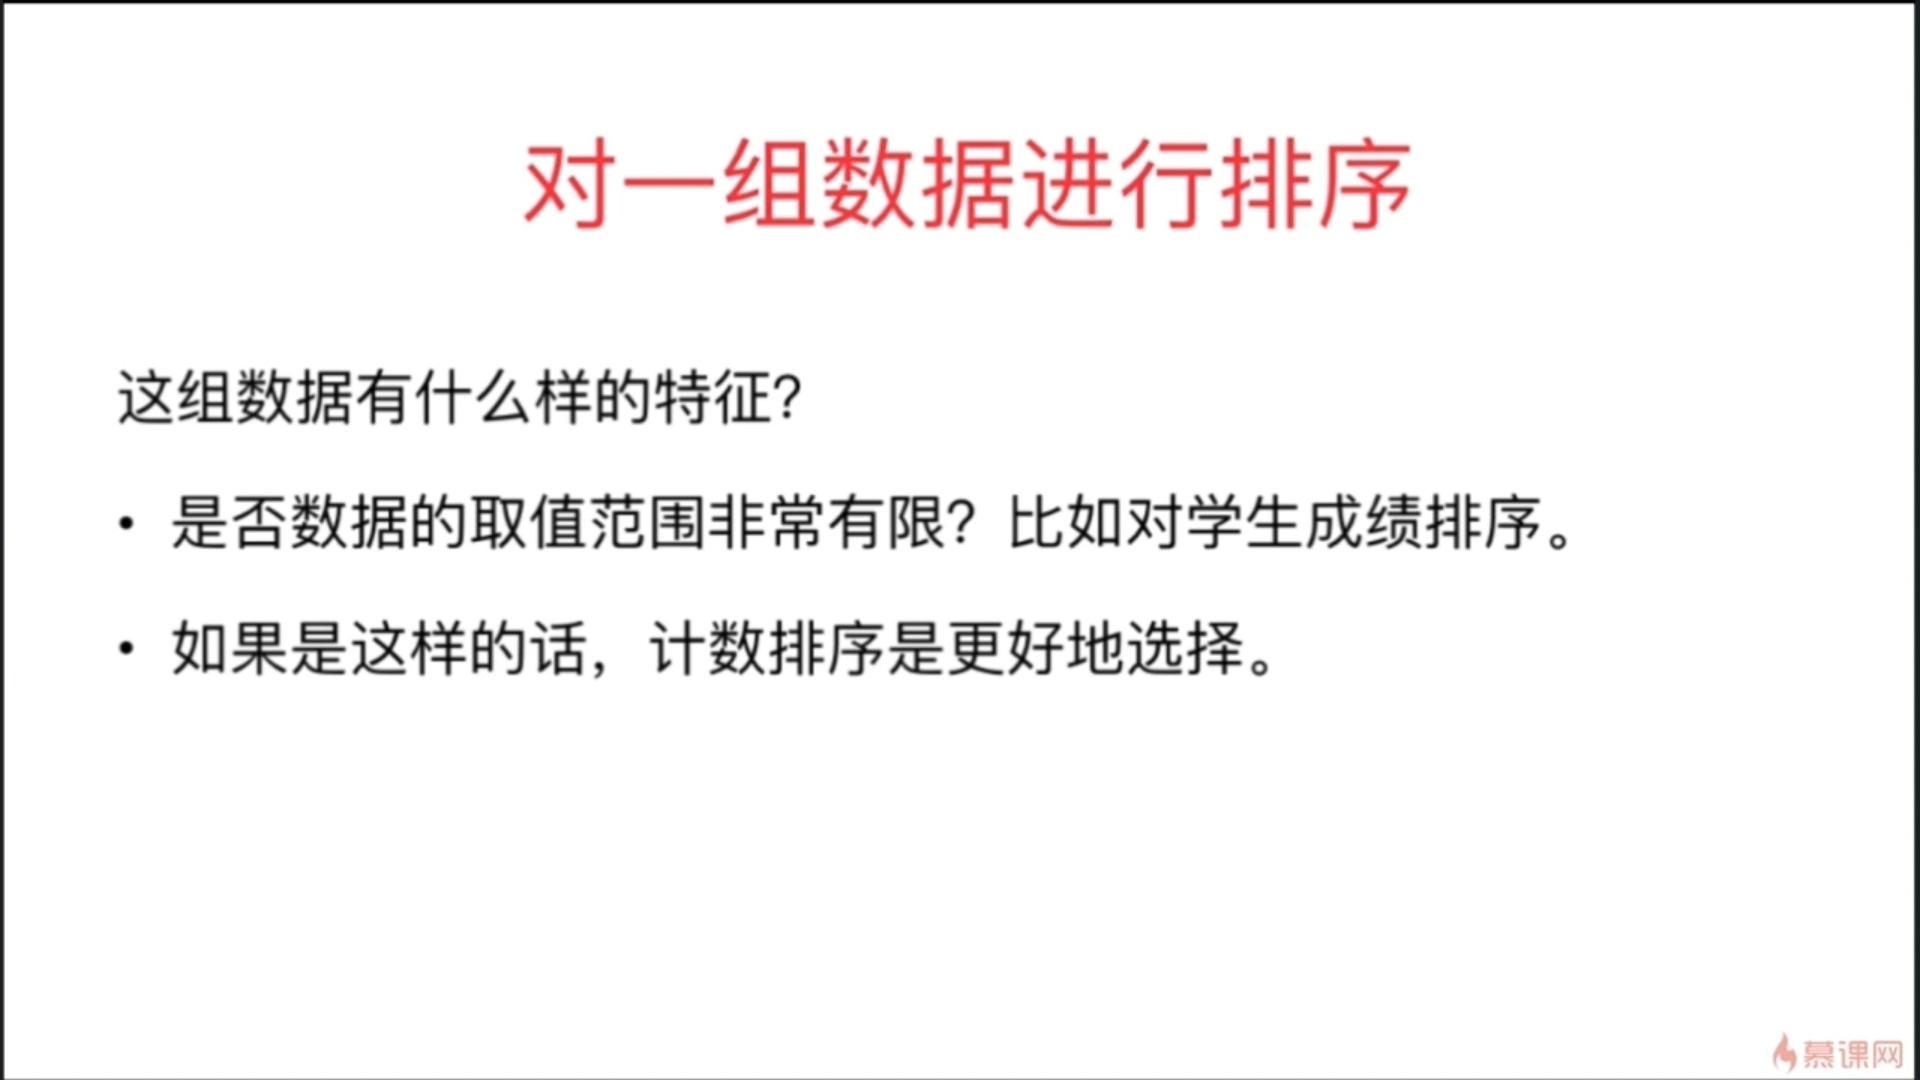 对一组数据进行排序
这组数据有什么样的特征?
• 是否数据的取值范围非常有限？比如对学生成绩排序。
• 如果是这样的话，计数排序是更好地选择。
慕课网